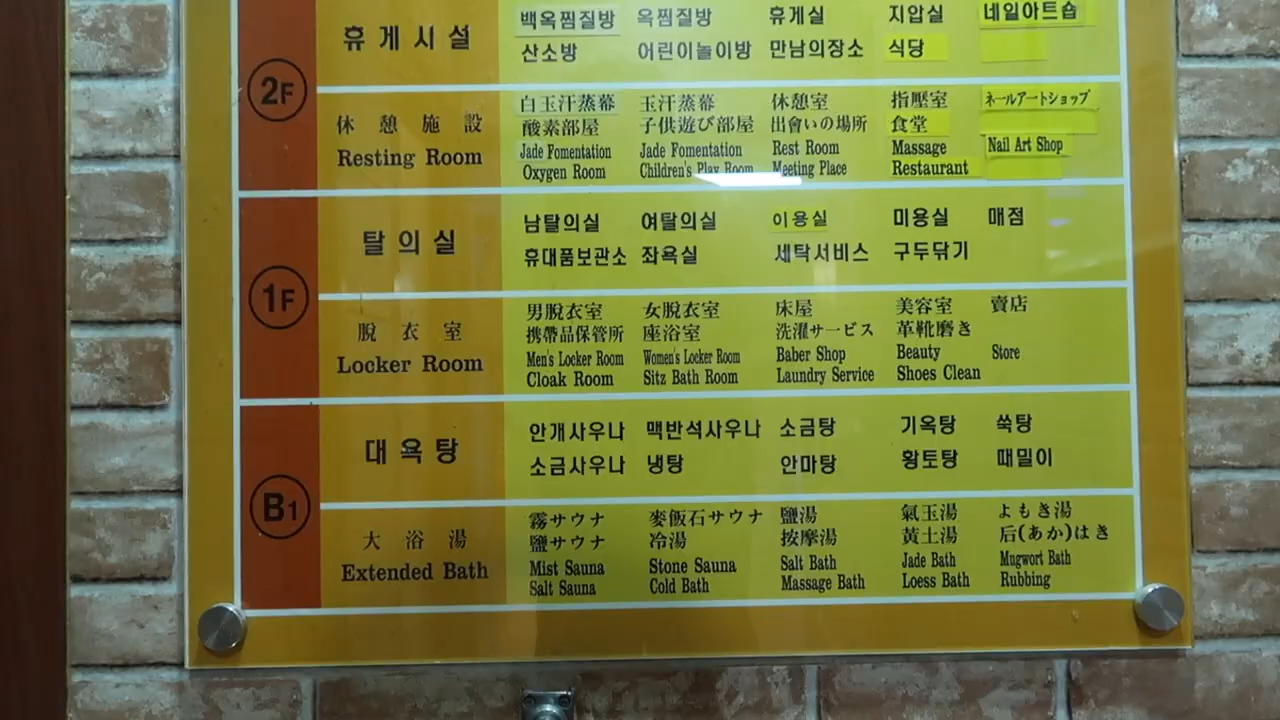 백옥찜질방 옥찜질방 휴게실 지압실 네일아트숍
휴게시설
산소방 어린이놀이방 만남의장소 식당
2F
白玉汗蒸幕 玉汗蒸幕 休憩室 指壓室 ネールアートショップ
休憩施設
酸素部屋 子供遊び部屋 出會いの場所 食堂
Jade Fomentation Jade Fomentation Rest Room Massage Nail Art Shop
Resting Room
Oxygen Room Children's Play Room Meeting Place Restaurant
남탈의실 여탈의실 이용실 미용실 매점
탈의실
휴대품보관소 좌욕실 세탁서비스 구두닦기
1F
男脫衣室 女脫衣室 床屋 美容室 賣店
脫衣室
携帶品保管所 座浴室 洗濯サービス 革靴磨き
Men's Locker Room Women's Locker Room Baber Shop Beauty Store
Locker Room
Cloak Room Sitz Bath Room Laundry Service Shoes Clean
안개사우나 맥반석사우나 소금탕 기옥탕 쑥탕
대욕탕
소금사우나 냉탕 안마탕 황토탕 때밀이
B1
霧サウナ 麥飯石サウナ 鹽湯 氣玉湯 よもき湯
大浴湯
鹽サウナ 冷湯 按摩湯 黃土湯 后(あか)はき
Mist Sauna Stone Sauna Salt Bath Jade Bath Mugwort Bath
Extended Bath
Salt Sauna Cold Bath Massage Bath Loess Bath Rubbing